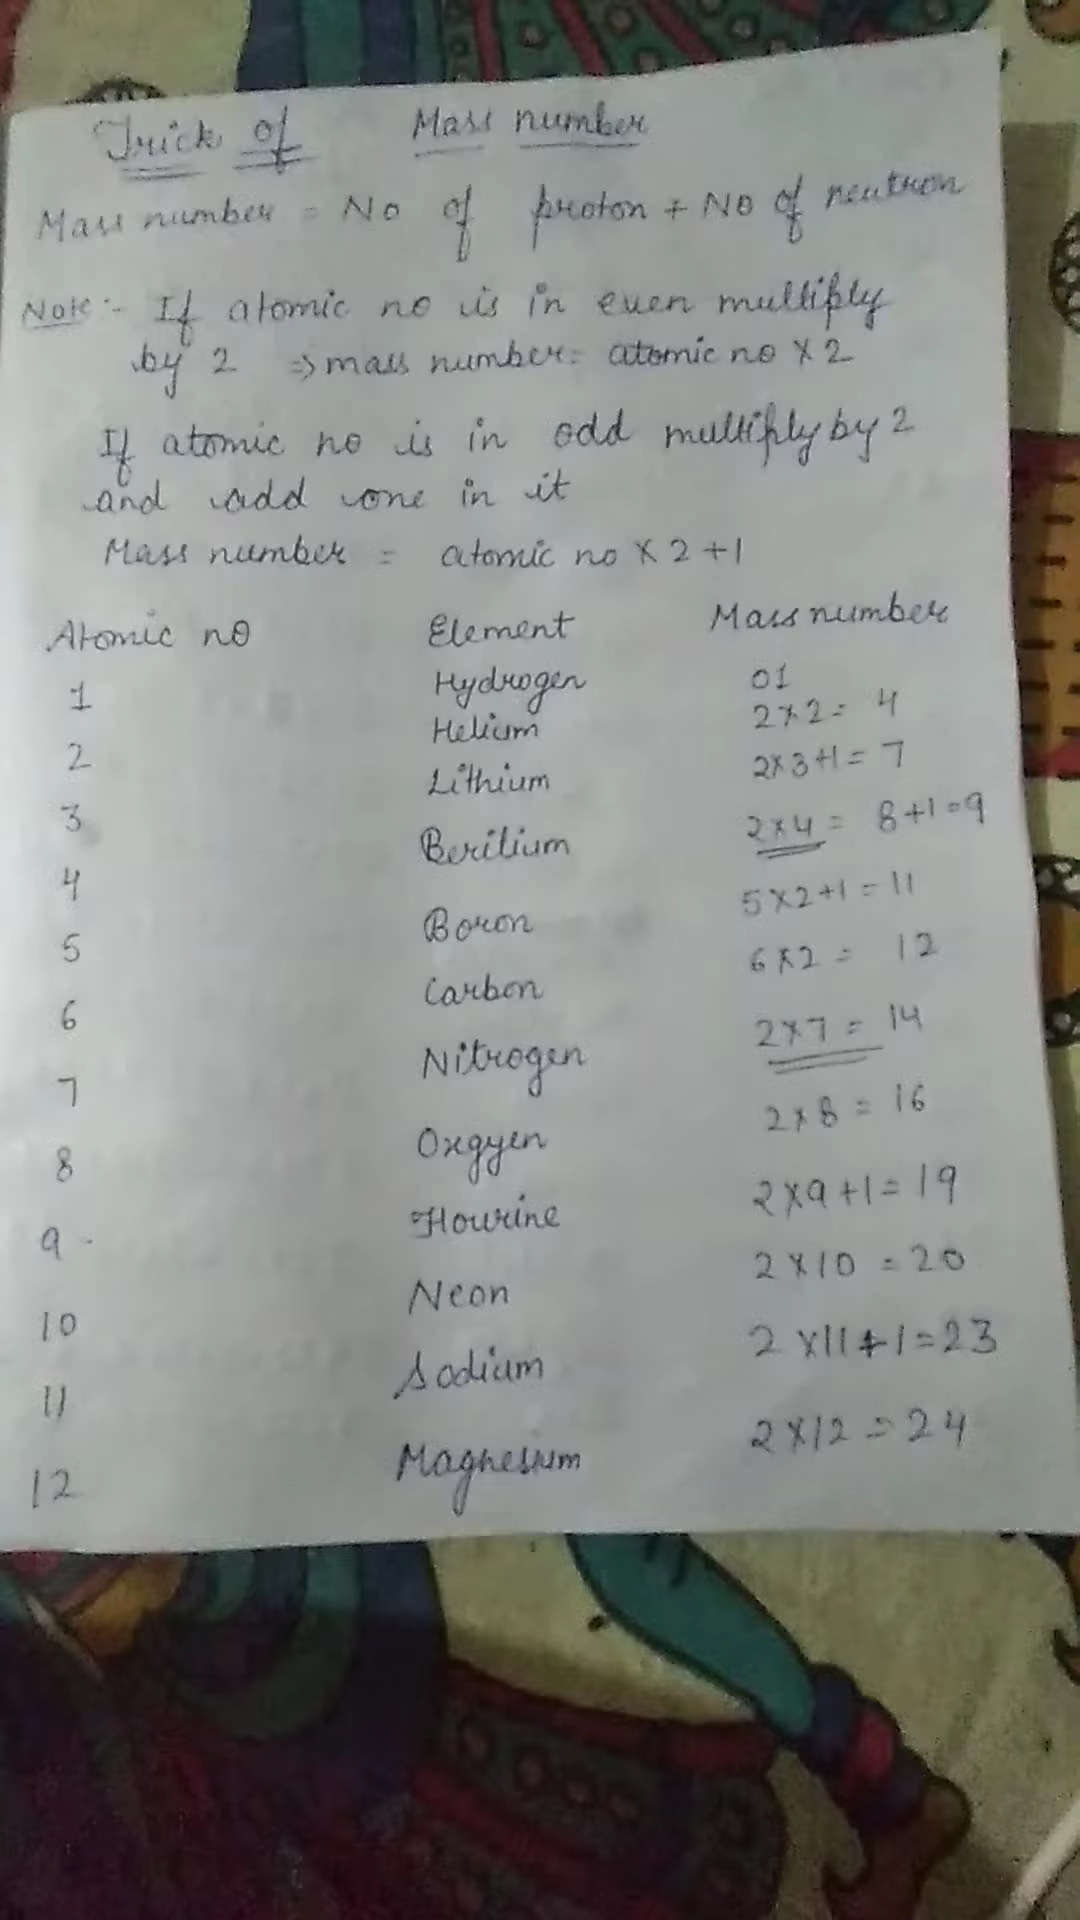 Trick of Mass number
Mass number = No of proton + No of neutron
Note :- If atomic no is in even multiply
by 2 => mass number = atomic no X 2
If atomic no is in odd multiply by 2
and add one in it
Mass number = atomic no X 2 + 1
Atomic no Element Mass number
1 Hydrogen 01
2 Helium 2x2= 4
3 Lithium 2x3+1= 7
4 Berilium 2x4= 8+1=9
5 Boron 5x2+1=11
6 Carbon 6x2= 12
7 Nitrogen 2x7= 14
8 Oxgyen 2x8= 16
9 - Flourine 2x9+1=19
10 Neon 2x10=20
11 Sodium 2x11+1=23
12 Magnesium 2x12=24